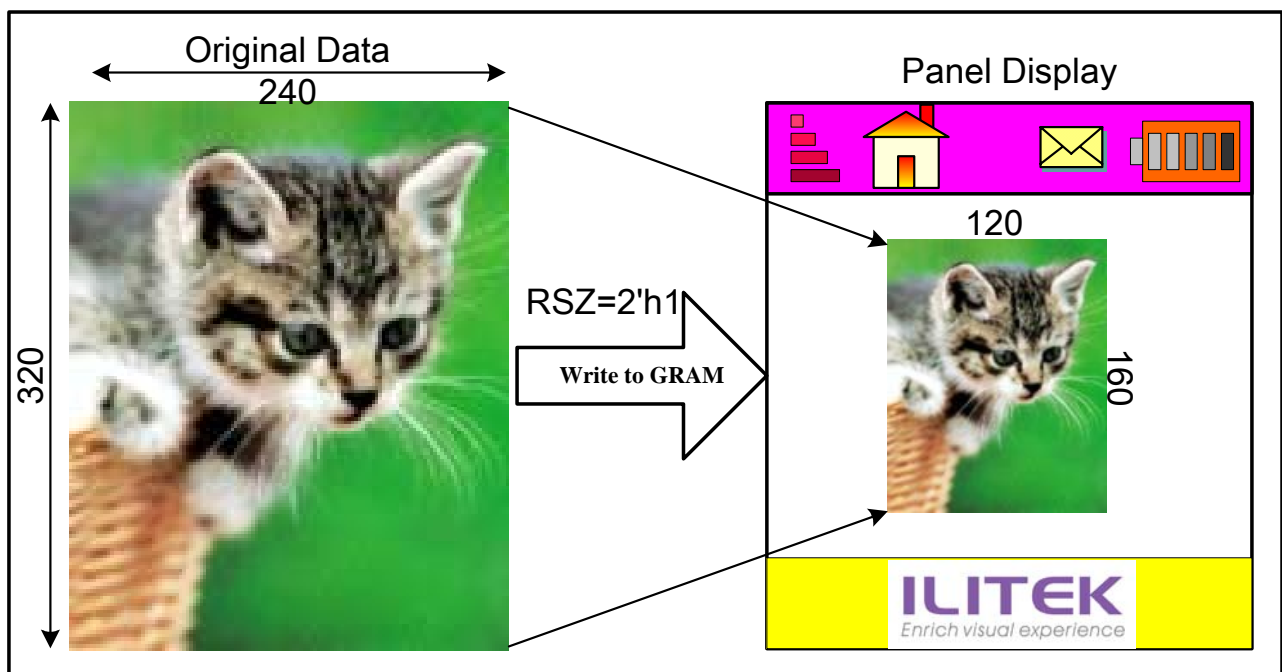 Original Data
240
320
RSZ=2'h1
Write to GRAM
Panel Display
120
160
ILITEK
Enrich visual experience